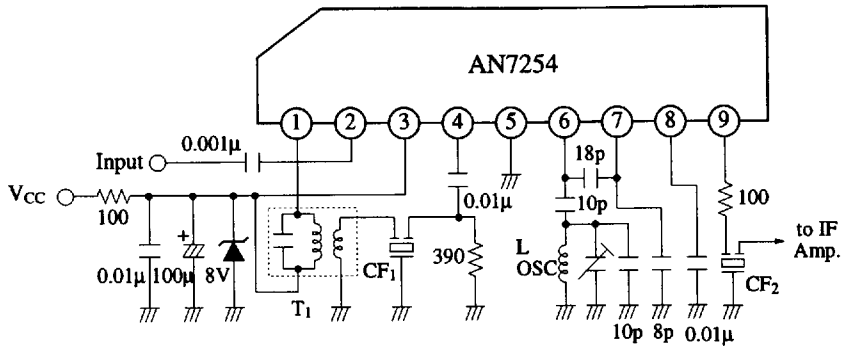 AN7254
1 2 3 4 5 6 7 8 9
0.001μ
Input
18p
VCC
100
0.01μ
10p
100
to IF
Amp.
0.01μ 100μ 8V
+
CF1
390
L
OSC
CF2
T1
10p 8p 0.01μ